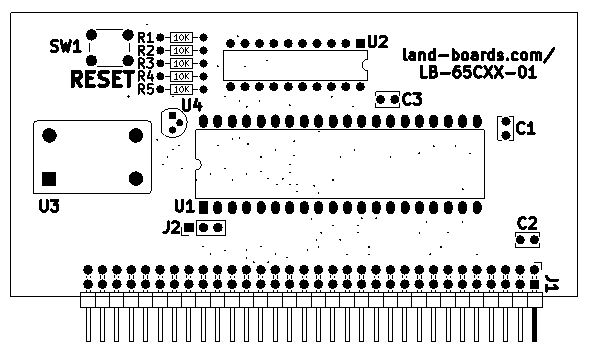 SW1
RESET
R1 10K
R2 10K
R3 10K
R4 10K
R5 10K
U2
land-boards.com/
LB-65CXX-01
C3
U4
C1
U3
U1
J2
C2
J1